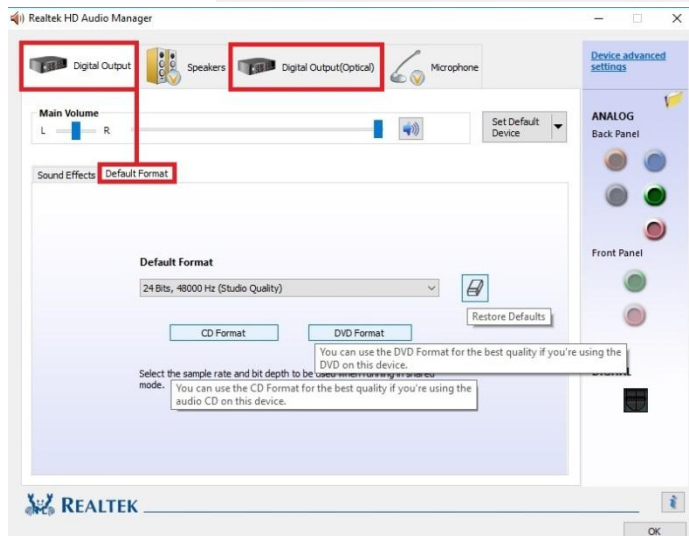 Realtek HD Audio Manager
Digital Output
Speakers
Digital Output(Optical)
Microphone
Device advanced
settings
Main Volume
L
R
Set Default
Device
ANALOG
Back Panel
Sound Effects
Default Format
Default Format
24 Bits, 48000 Hz (Studio Quality)
Restore Defaults
CD Format
DVD Format
Front Panel
You can use the DVD Format for the best quality if you're using the
DVD on this device.
Select the sample rate and bit depth to be used when running in shared
mode.
You can use the CD Format for the best quality if you're using the
audio CD on this device.
REALTEK
OK